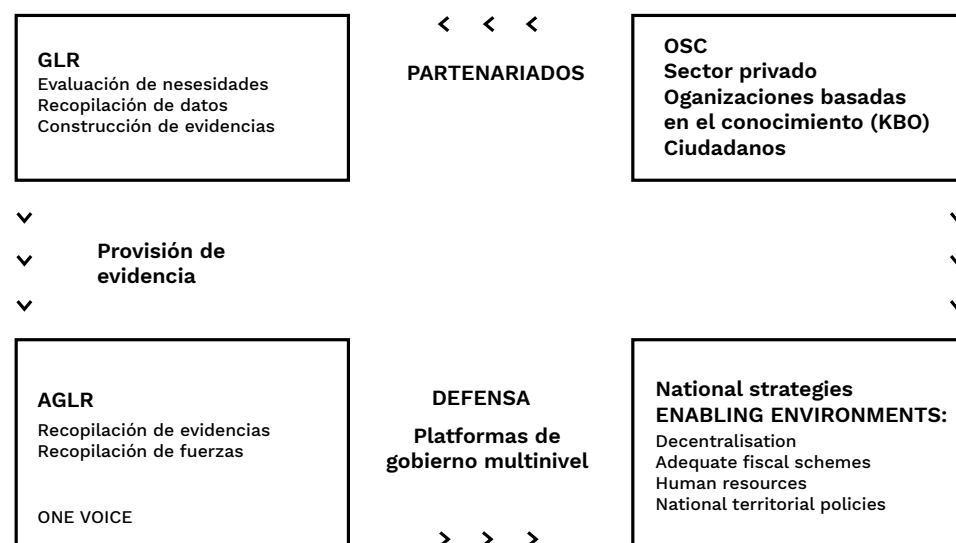 GLR
Evaluación de nesesidades
Recopilación de datos
Construcción de evidencias
PARTENARIADOS
OSC
Sector privado
Oganizaciones basadas
en el conocimiento (KBO)
Ciudadanos
Provisión de
evidencia
AGLR
Recopilación de evidencias
Recopilación de fuerzas
ONE VOICE
DEFENSA
Platformas de
gobierno multinivel
National strategies
ENABLING ENVIRONMENTS:
Decentralisation
Adequate fiscal schemes
Human resources
National territorial policies